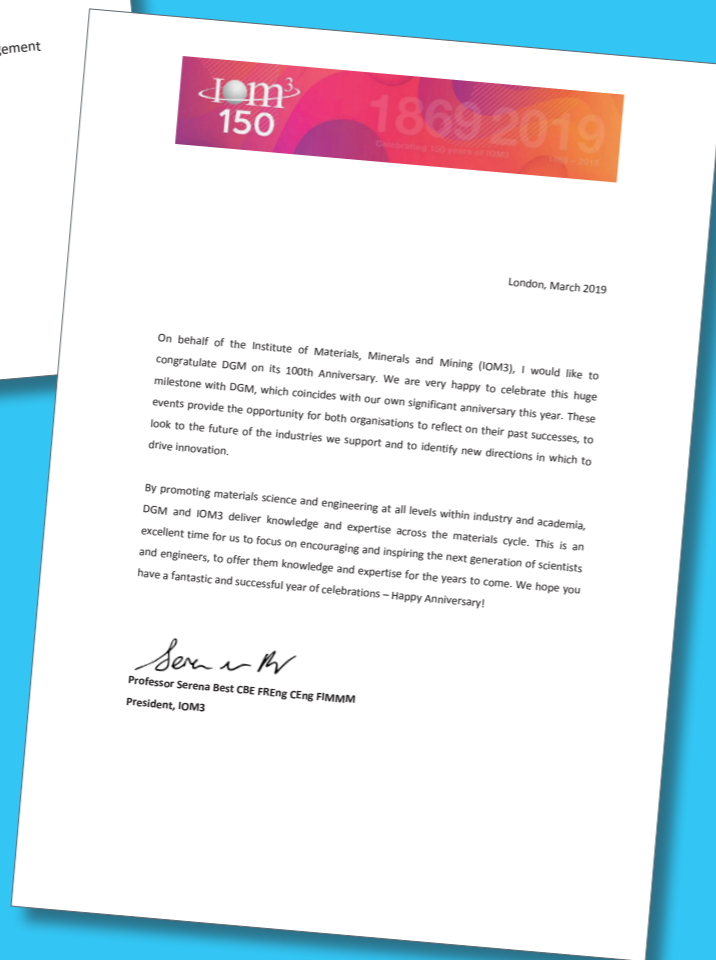 gement
IOm3
150
1869 2019
Celebrating 150 years of IOM3
1869 – 2019
London, March 2019
On behalf of the Institute of Materials, Minerals and Mining (IOM3), I would like to
congratulate DGM on its 100th Anniversary. We are very happy to celebrate this huge
milestone with DGM, which coincides with our own significant anniversary this year. These
events provide the opportunity for both organisations to reflect on their past successes, to
look to the future of the industries we support and to identify new directions in which to
drive innovation.
By promoting materials science and engineering at all levels within industry and academia,
DGM and IOM3 deliver knowledge and expertise across the materials cycle. This is an
excellent time for us to focus on encouraging and inspiring the next generation of scientists
and engineers, to offer them knowledge and expertise for the years to come. We hope you
have a fantastic and successful year of celebrations – Happy Anniversary!
Professor Serena Best CBE FREng CEng FIMMM
President, IOM3